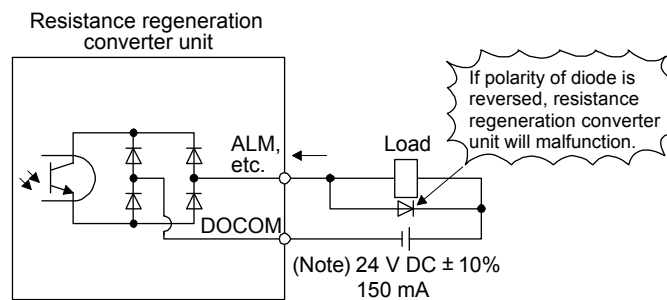 Resistance regeneration
converter unit
If polarity of diode is
reversed, resistance
regeneration converter
unit will malfunction.
ALM,
etc.
Load
DOCOM
(Note) 24 V DC ± 10%
150 mA